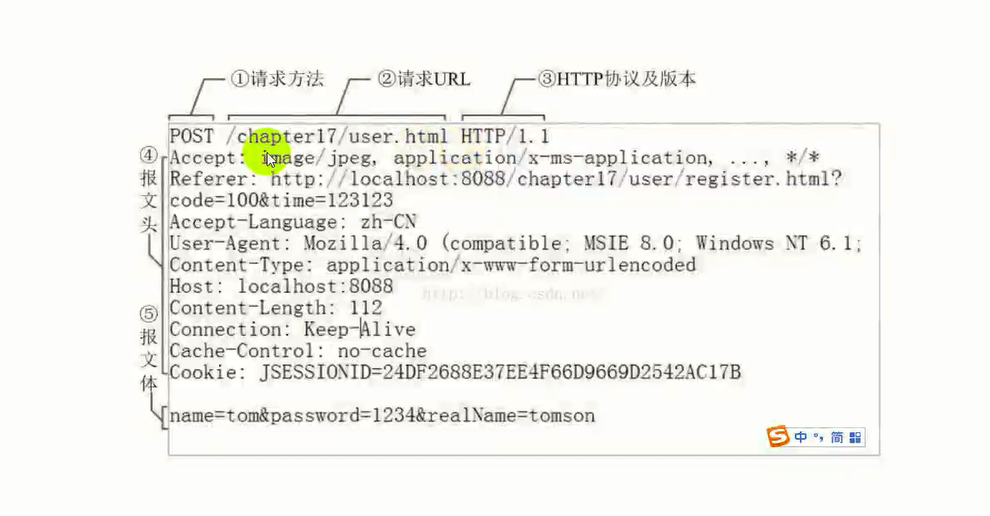 ①请求方法 ②请求URL ③HTTP协议及版本
POST /chapter17/user.html HTTP/1.1
④报文头
Accept: image/jpeg, application/x-ms-application, ..., */*
Referer: http://localhost:8088/chapter17/user/register.html?
code=100&time=123123
Accept-Language: zh-CN
User-Agent: Mozilla/4.0 (compatible; MSIE 8.0; Windows NT 6.1;
Content-Type: application/x-www-form-urlencoded
Host: localhost:8088
http://blog.csdn.net/
Content-Length: 112
Connection: Keep-Alive
Cache-Control: no-cache
Cookie: JSESSIONID=24DF2688E37EE4F66D9669D2542AC17B
⑤报文体
name=tom&password=1234&realName=tomson
S中°,简